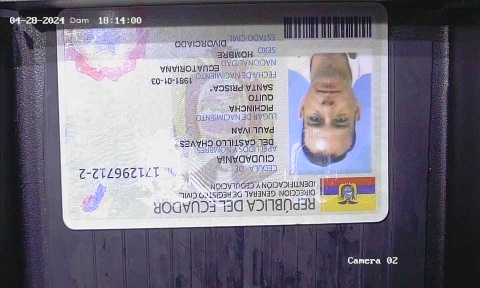 04-28-2024 Dom 18:14:00
REPÚBLICA DEL ECUADOR
DIRECCIÓN GENERAL DE REGISTRO CIVIL
IDENTIFICACIÓN Y CEDULACIÓN
CÉDULA DE
CIUDADANÍA
No. 171296712-2
APELLIDOS Y NOMBRES
DEL CASTILLO CHAVES
PAUL IVAN
LUGAR DE NACIMIENTO
PICHINCHA
QUITO
SANTA PRISCA
FECHA DE NACIMIENTO 1981-01-03
NACIONALIDAD ECUATORIANA
SEXO HOMBRE
ESTADO CIVIL DIVORCIADO
Camera 02